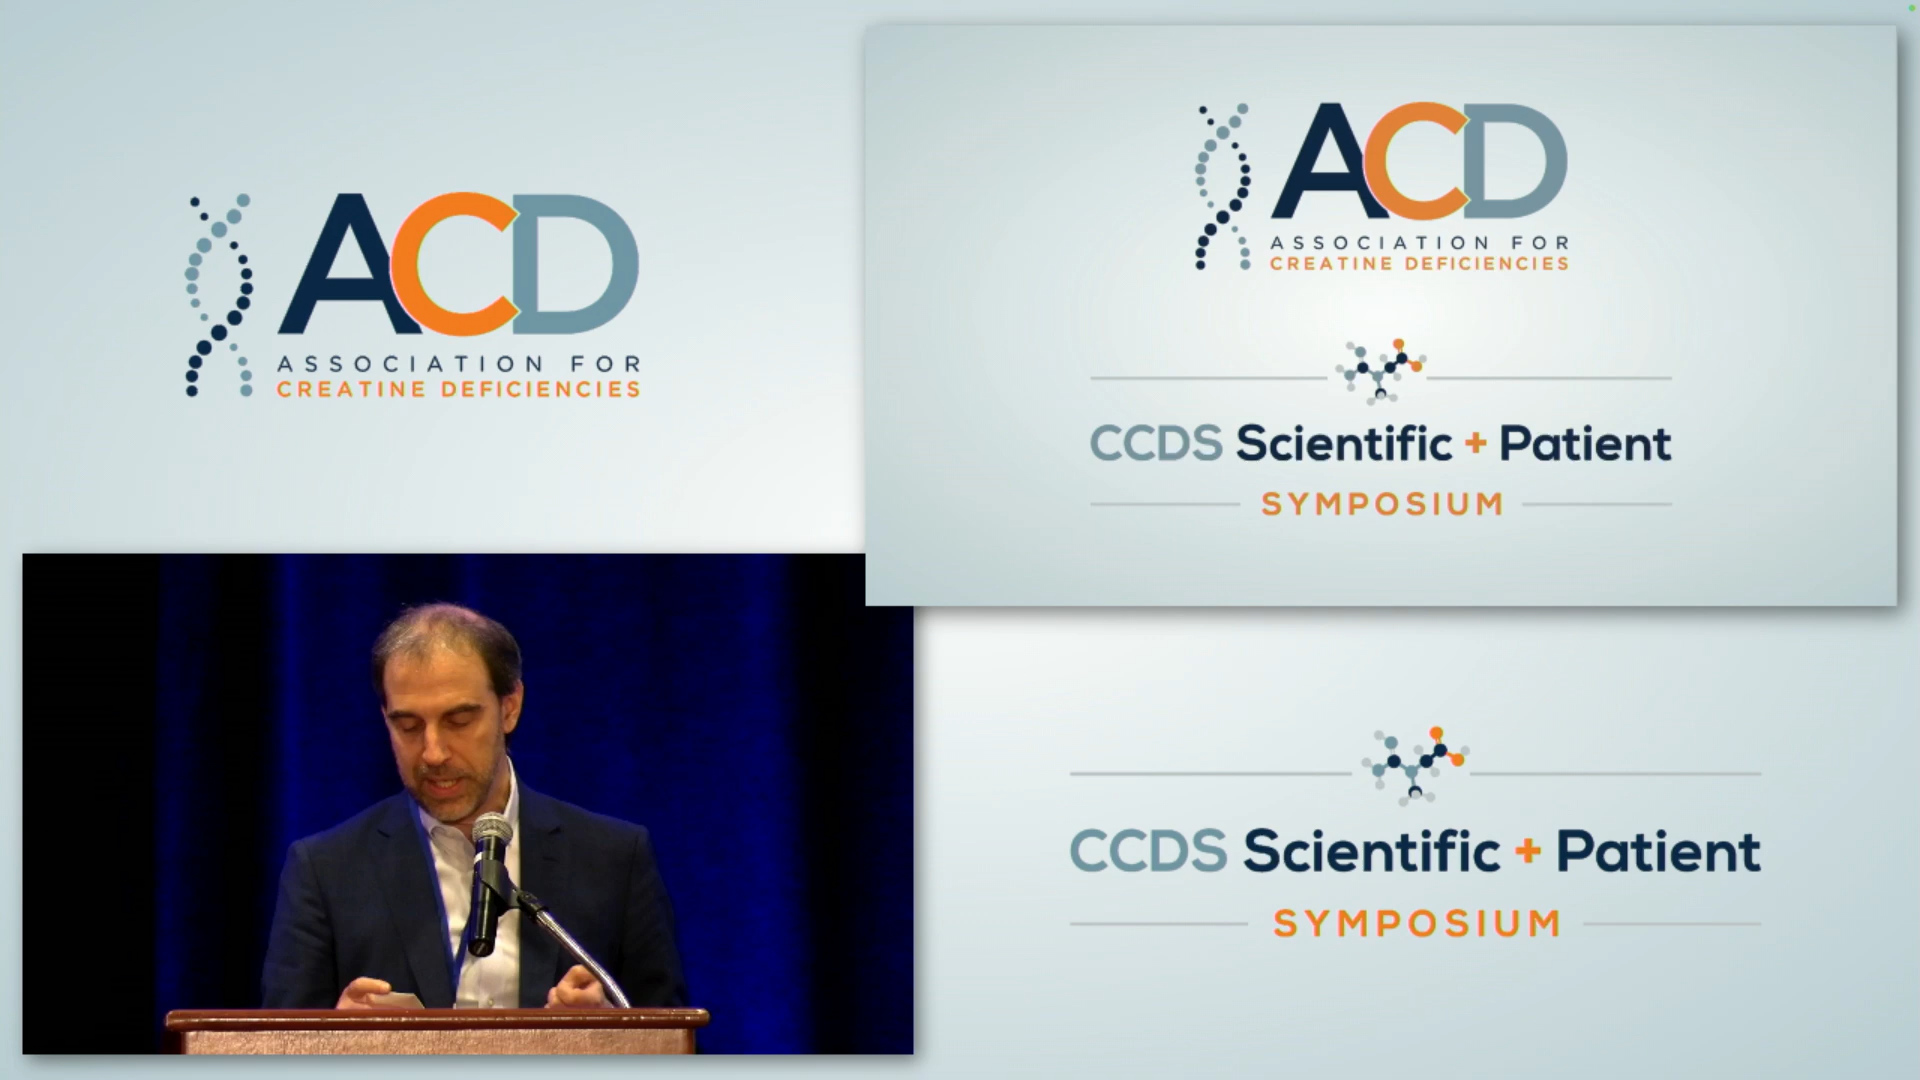 ACD
ASSOCIATION FOR
CREATINE DEFICIENCIES
ACD
ASSOCIATION FOR
CREATINE DEFICIENCIES
CCDS Scientific + Patient
SYMPOSIUM
CCDS Scientific + Patient
SYMPOSIUM